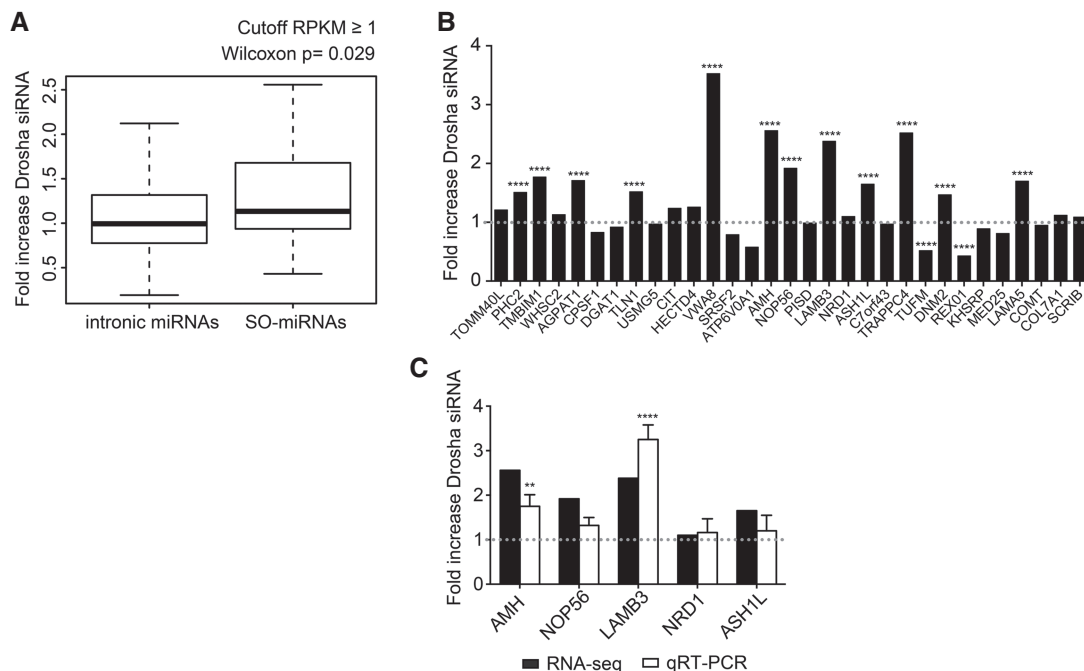 A
Cutoff RPKM ≥ 1
Wilcoxon p= 0.029
Fold increase Drosha siRNA
2.5
2.0
1.5
1.0
0.5
intronic miRNAs
SO-miRNAs
B
Fold increase Drosha siRNA
4
3
2
1
0
****
****
****
****
****
****
****
****
****
****
****
****
****
****
TOMM40L
PHC2
TMBIM1
WHSC2
AGPAT1
CPSF1
DGAT1
TLN1
USMG5
CIT
HECTD4
VWA8
SRSF2
ATP6V0A1
AMH
NOP56
PISD
LAMB3
NRD1
ASH1L
C7orf43
TRAPPC4
TUFM
DNM2
REXO1
KHSRP
MED25
LAMA5
COMT
COL7A1
SCRIB
C
Fold increase Drosha siRNA
4
3
2
1
0
**
****
AMH
NOP56
LAMB3
NRD1
ASH1L
RNA-seq
qRT-PCR